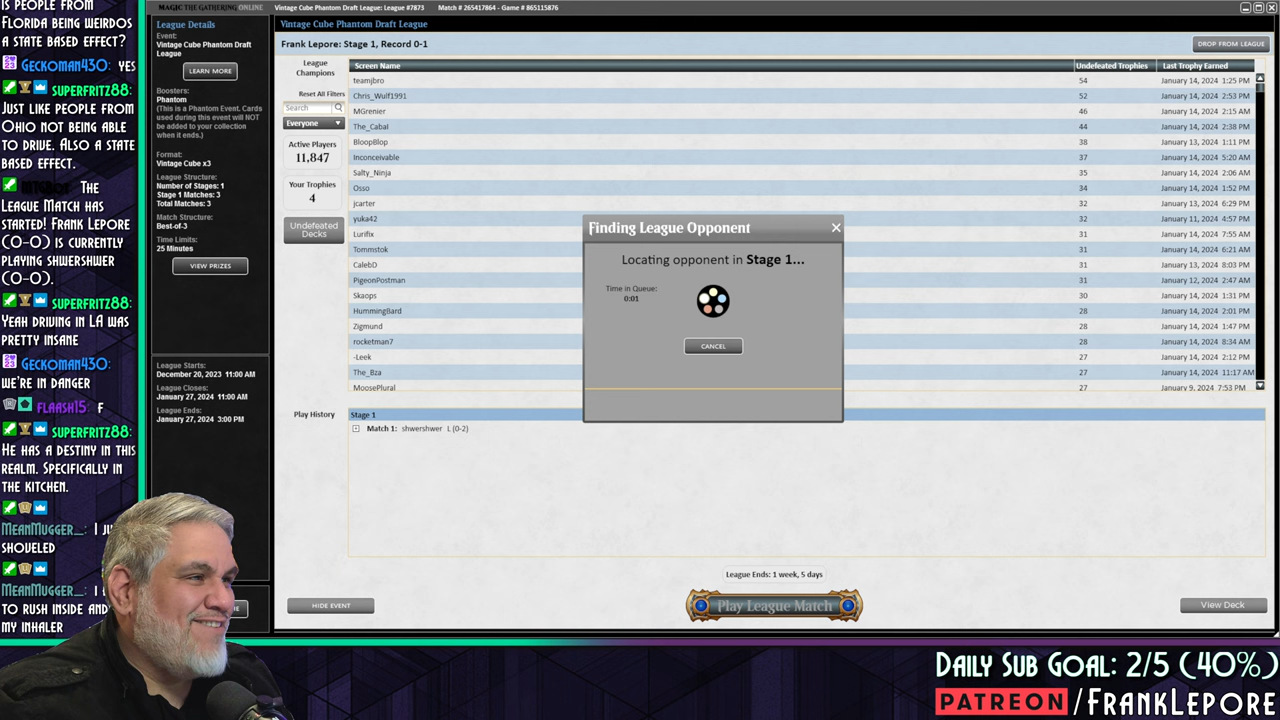 is people from
Florida being weirdos
a state based effect?
Geckoman430: yes
superfritz88:
Just like people from
Ohio not being able
to drive. Also a state
based effect.
The
League Match has
started! Frank Lepore
(0-0) is currently
playing shwershwer
(0-0).
superfritz88:
Yeah driving in LA was
pretty insane
Geckoman430:
we're in danger
flaash15: F
superfritz88:
He has a destiny in this
realm. Specifically in
the kitchen.
MeanMugger_: I ju
shoveled
MeanMugger_: I
to rush inside and
my inhaler
MAGIC THE GATHERING ONLINE
Vintage Cube Phantom Draft League: League #7873
Match # 265417864 - Game # 865115876
League Details
Event:
Vintage Cube Phantom Draft
League
LEARN MORE
Boosters:
Phantom
(This is a Phantom Event. Cards
used during this event will NOT
be added to your collection
when it ends.)
Format:
Vintage Cube x3
League Structure:
Number of Stages: 1
Stage 1 Matches: 3
Total Matches: 3
Match Structure:
Best-of-3
Time Limits:
25 Minutes
VIEW PRIZES
League Starts:
December 20, 2023 11:00 AM
League Closes:
January 27, 2024 11:00 AM
League Ends:
January 27, 2024 3:00 PM
Vintage Cube Phantom Draft League
Frank Lepore: Stage 1, Record 0-1
DROP FROM LEAGUE
League
Champions
Reset All Filters
Search
Everyone
Active Players
11,847
Your Trophies
4
Undefeated
Decks
Screen Name Undefeated Trophies Last Trophy Earned
teamjbro 54 January 14, 2024 1:25 PM
Chris_Wulf1991 52 January 14, 2024 2:53 PM
MGrenier 46 January 14, 2024 2:15 AM
The_Cabal 44 January 14, 2024 2:38 PM
BloopBlop 38 January 13, 2024 1:11 PM
Inconceivable 37 January 14, 2024 5:20 AM
Salty_Ninja 35 January 14, 2024 2:06 AM
Osso 34 January 14, 2024 1:52 PM
jcarter 32 January 13, 2024 6:29 PM
yuka42 32 January 11, 2024 4:57 PM
Lurifix 31 January 14, 2024 7:55 AM
Tommstok 31 January 14, 2024 6:21 AM
CalebD 31 January 13, 2024 8:03 PM
PigeonPostman 31 January 12, 2024 2:47 AM
Skaops 30 January 14, 2024 1:31 PM
HummingBard 28 January 14, 2024 2:01 PM
Zigmund 28 January 14, 2024 1:47 PM
rocketman7 28 January 14, 2024 8:34 AM
-Leek 27 January 14, 2024 2:12 PM
The_Bza 27 January 14, 2024 11:17 AM
MoosePlural 27 January 9, 2024 7:53 PM
Finding League Opponent
Locating opponent in Stage 1...
Time in Queue:
0:01
CANCEL
Play History
Stage 1
Match 1: shwershwer L (0-2)
League Ends: 1 week, 5 days
HIDE EVENT
Play League Match
View Deck
Daily Sub Goal: 2/5 (40%)
PATREON/FrankLepore